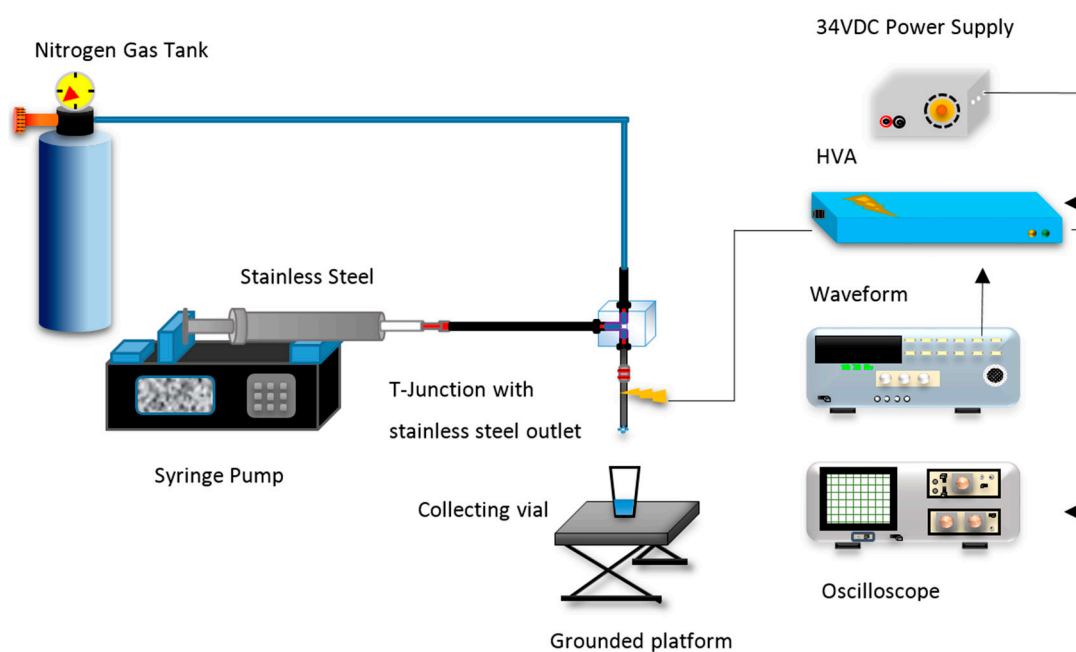 34VDC Power Supply
Nitrogen Gas Tank
HVA
Stainless Steel
Waveform
T-Junction with
stainless steel outlet
Syringe Pump
Collecting vial
Oscilloscope
Grounded platform